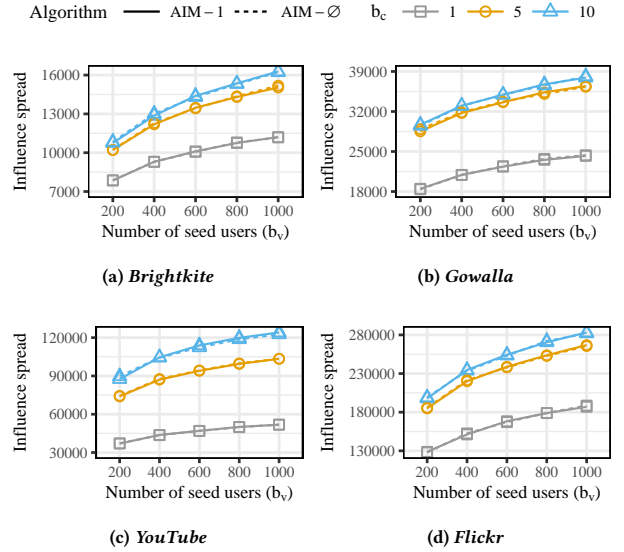 Algorithm AIM – 1 AIM – ∅ b_c 1 5 10
Influence spread
16000
13000
10000
7000
200 400 600 800 1000
Number of seed users (b_v)
(a) Brightkite
Influence spread
39000
32000
25000
18000
200 400 600 800 1000
Number of seed users (b_v)
(b) Gowalla
Influence spread
120000
90000
60000
30000
200 400 600 800 1000
Number of seed users (b_v)
(c) YouTube
Influence spread
280000
230000
180000
130000
200 400 600 800 1000
Number of seed users (b_v)
(d) Flickr